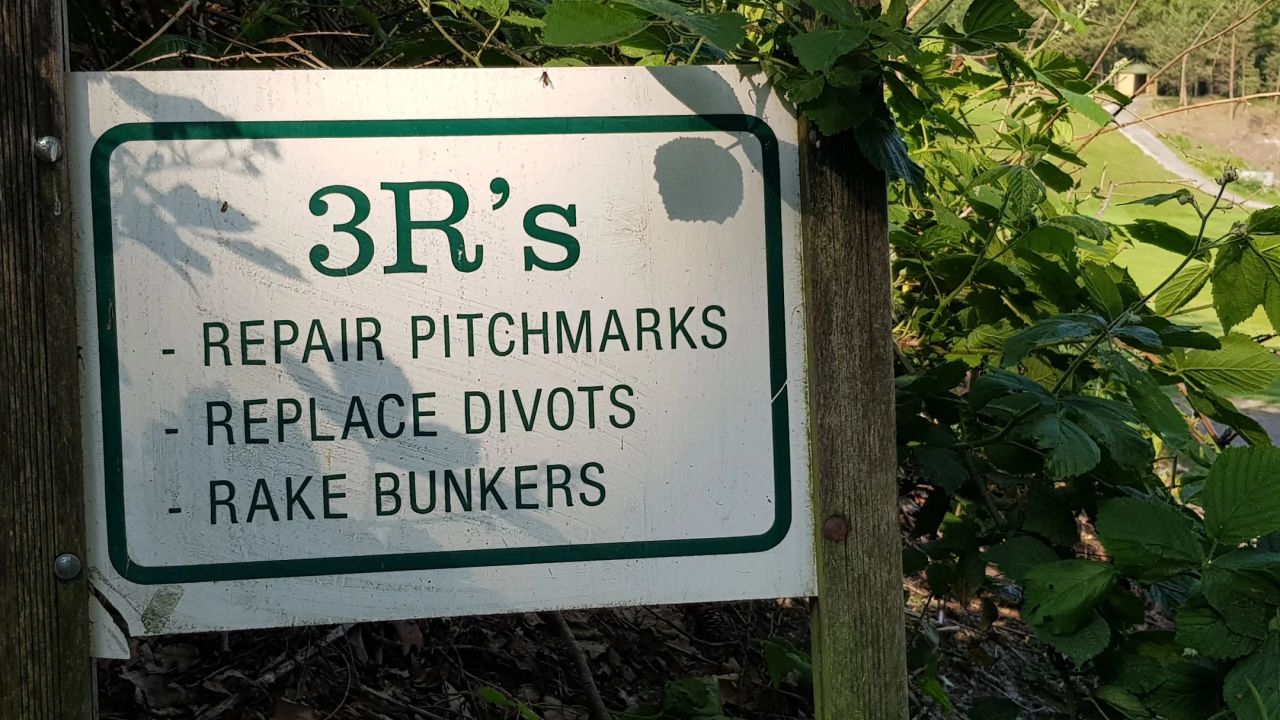 3R's
- REPAIR PITCHMARKS
- REPLACE DIVOTS
- RAKE BUNKERS